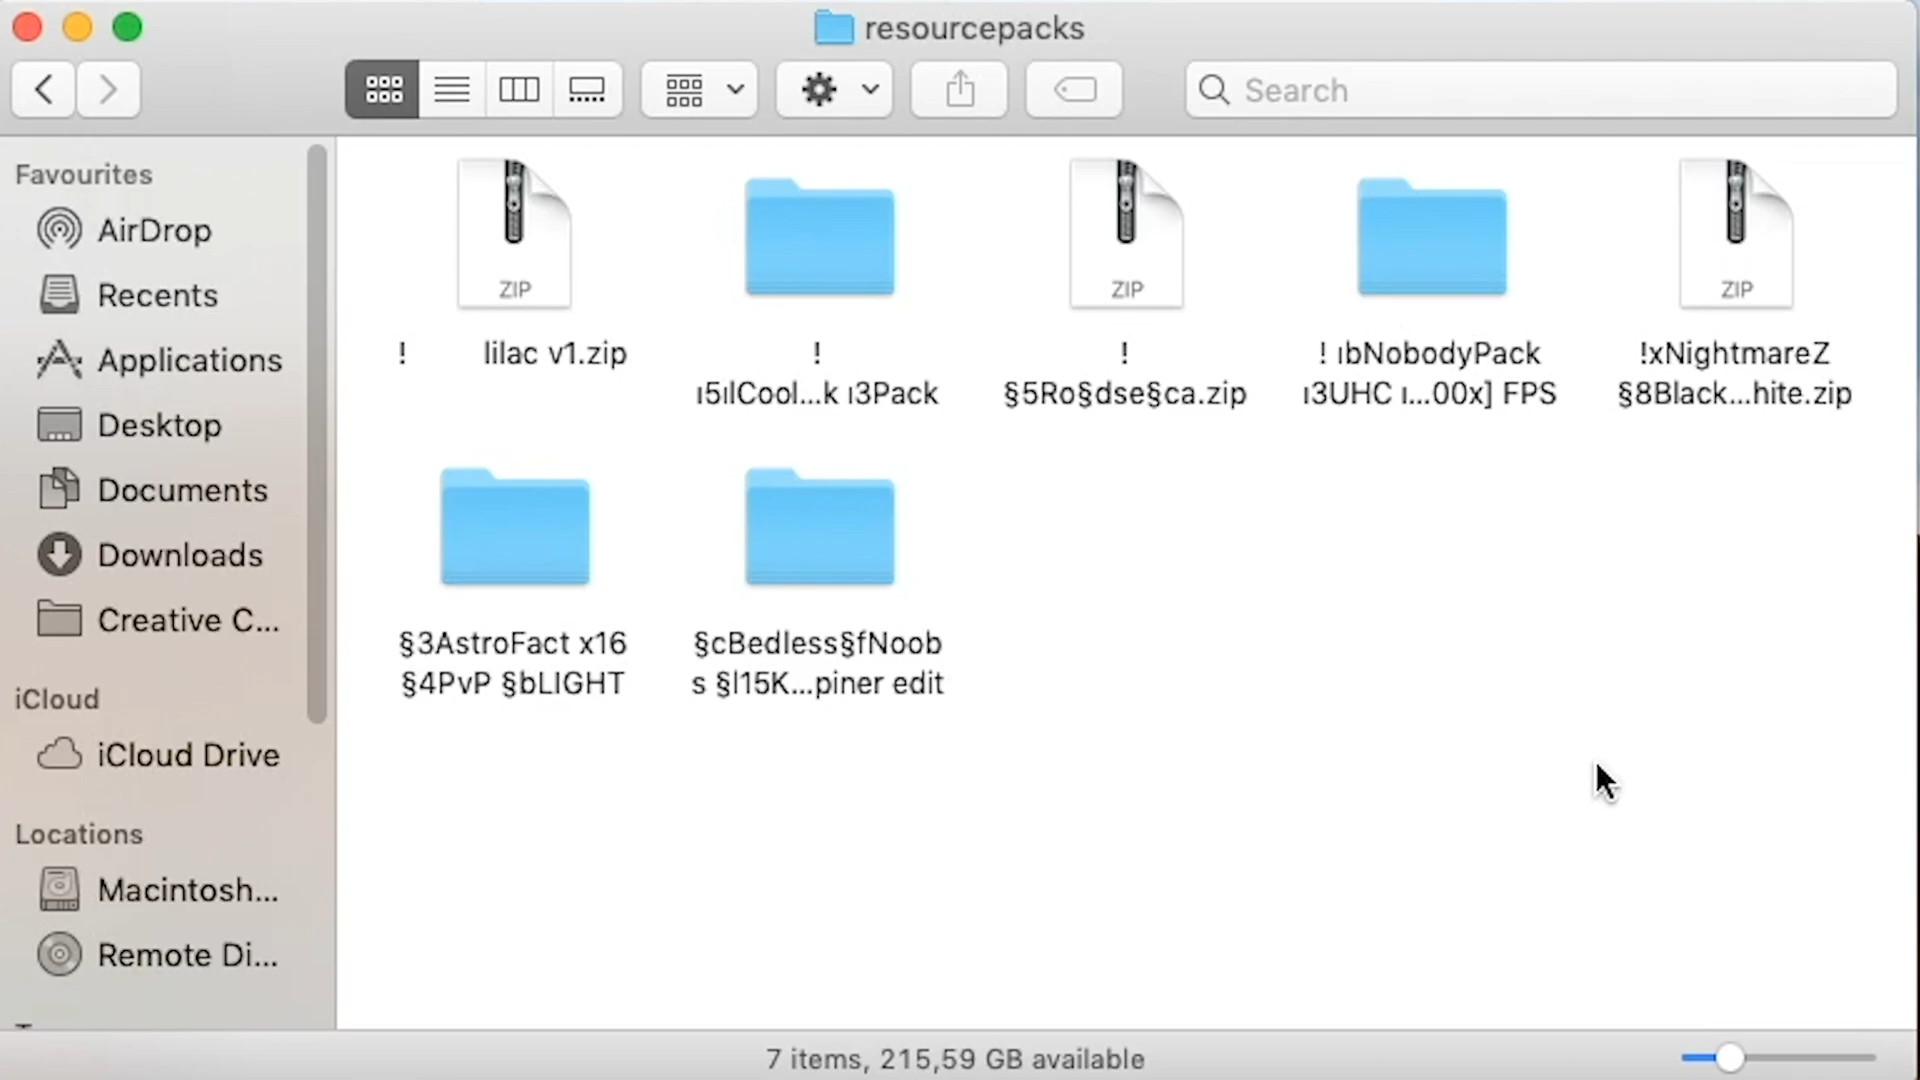 resourcepacks
Search
Favourites
AirDrop
Recents
Applications
Desktop
Documents
Downloads
Creative C...
iCloud
iCloud Drive
Locations
Macintosh...
Remote Di...
ZIP
! lilac v1.zip
!
ı5ılCool...k ı3Pack
ZIP
!
§5Ro§dse§ca.zip
! ıbNobodyPack
ı3UHC ı...00x] FPS
ZIP
!xNightmareZ
§8Black...hite.zip
§3AstroFact x16
§4PvP §bLIGHT
§cBedless§fNoob
s §l15K...piner edit
7 items, 215,59 GB available